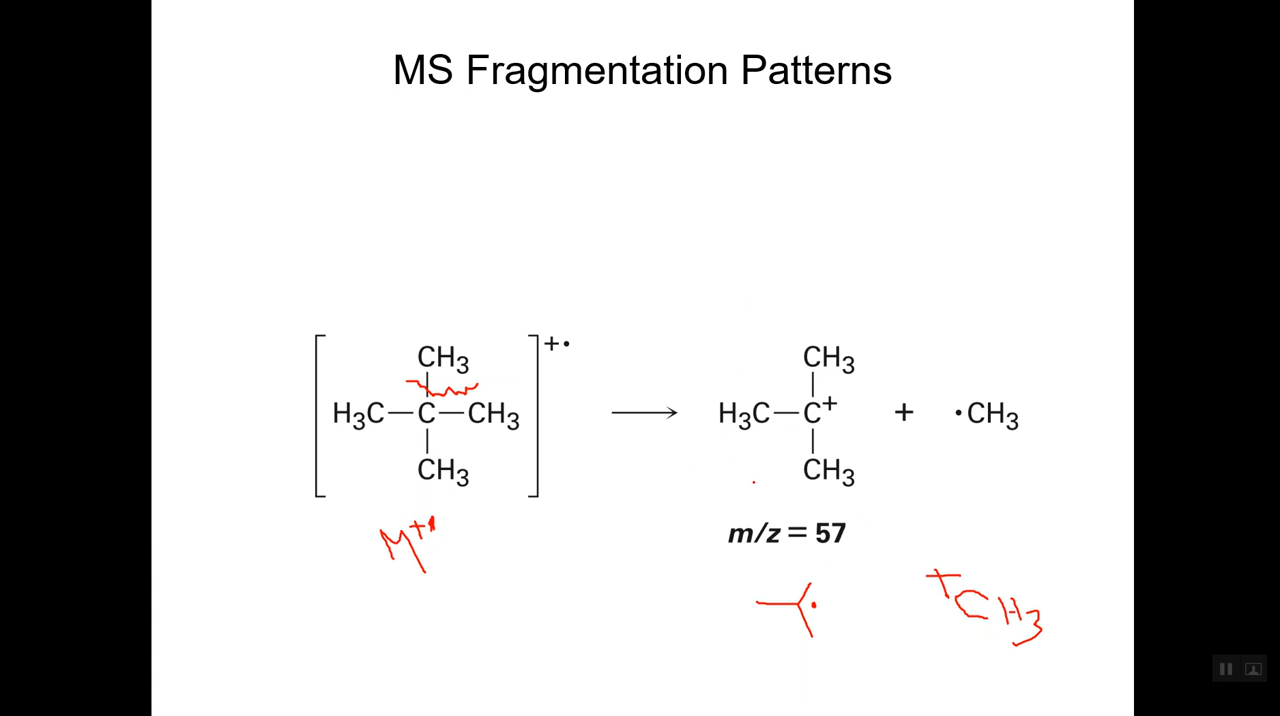 MS Fragmentation Patterns
CH₃ +• CH₃
H₃C—C—CH₃ ⟶ H₃C—C⁺ + •CH₃
CH₃ CH₃
M⁺• m/z = 57
⁺CH₃